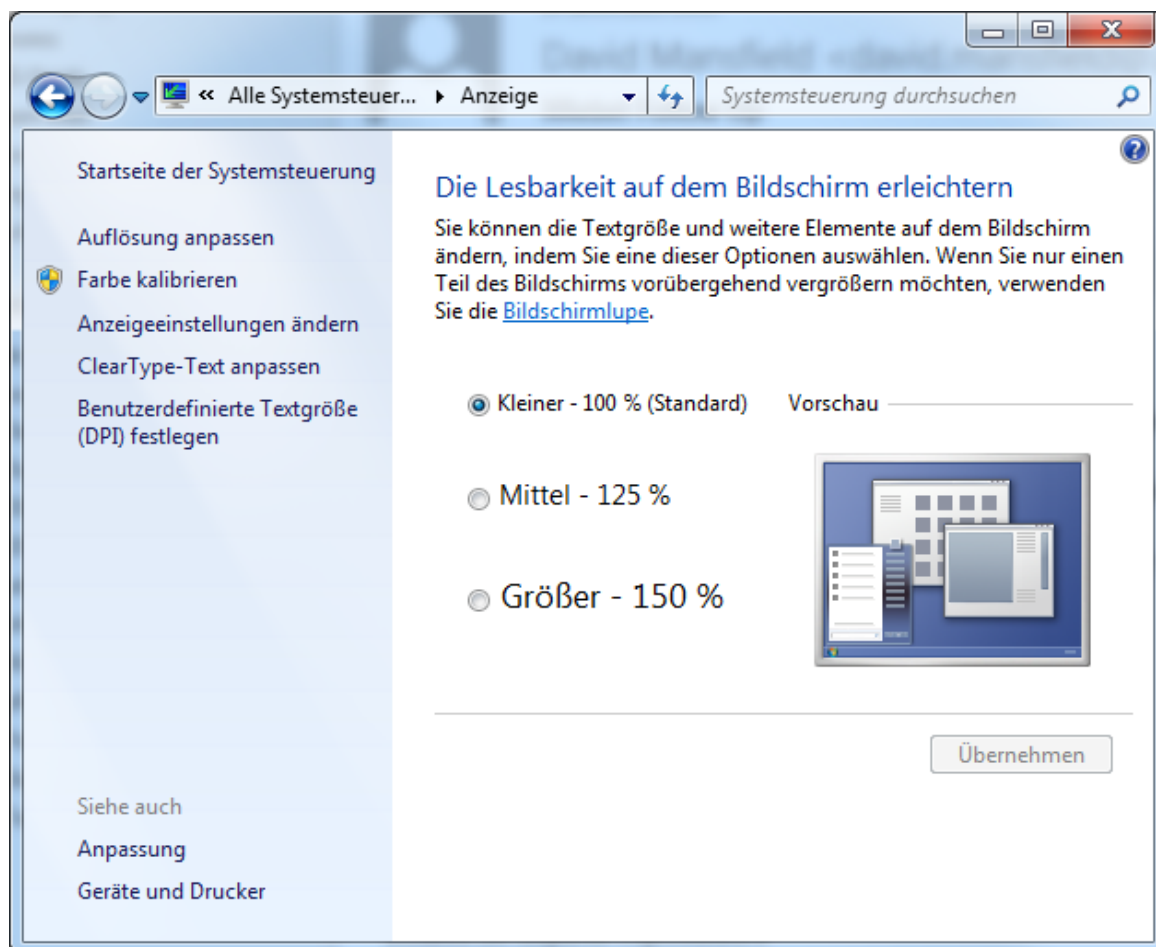 David Mansfield
« Alle Systemsteuer... ▸ Anzeige
Systemsteuerung durchsuchen
Startseite der Systemsteuerung
Auflösung anpassen
Farbe kalibrieren
Anzeigeeinstellungen ändern
ClearType-Text anpassen
Benutzerdefinierte Textgröße
(DPI) festlegen
Siehe auch
Anpassung
Geräte und Drucker
Die Lesbarkeit auf dem Bildschirm erleichtern
Sie können die Textgröße und weitere Elemente auf dem Bildschirm
ändern, indem Sie eine dieser Optionen auswählen. Wenn Sie nur einen
Teil des Bildschirms vorübergehend vergrößern möchten, verwenden
Sie die Bildschirmlupe.
Kleiner - 100 % (Standard)
Vorschau
Mittel - 125 %
Größer - 150 %
Übernehmen